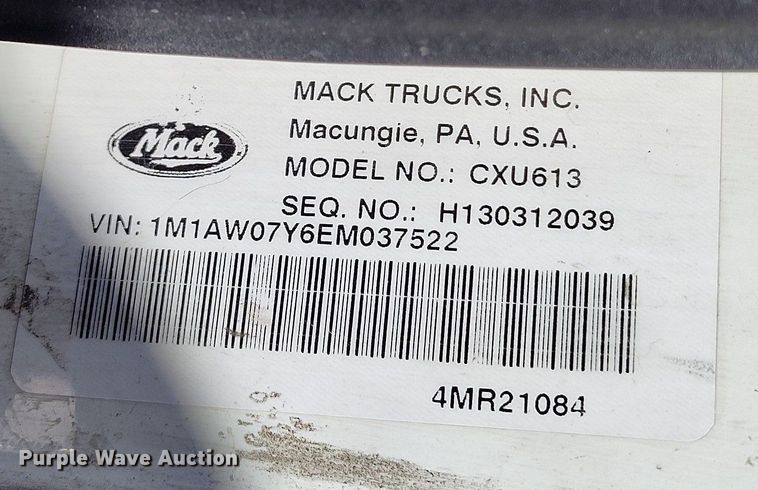 MACK TRUCKS, INC.
Mack
Macungie, PA, U.S.A.
MODEL NO.: CXU613
SEQ. NO.: H130312039
VIN: 1M1AW07Y6EM037522
4MR21084
Purple Wave Auction